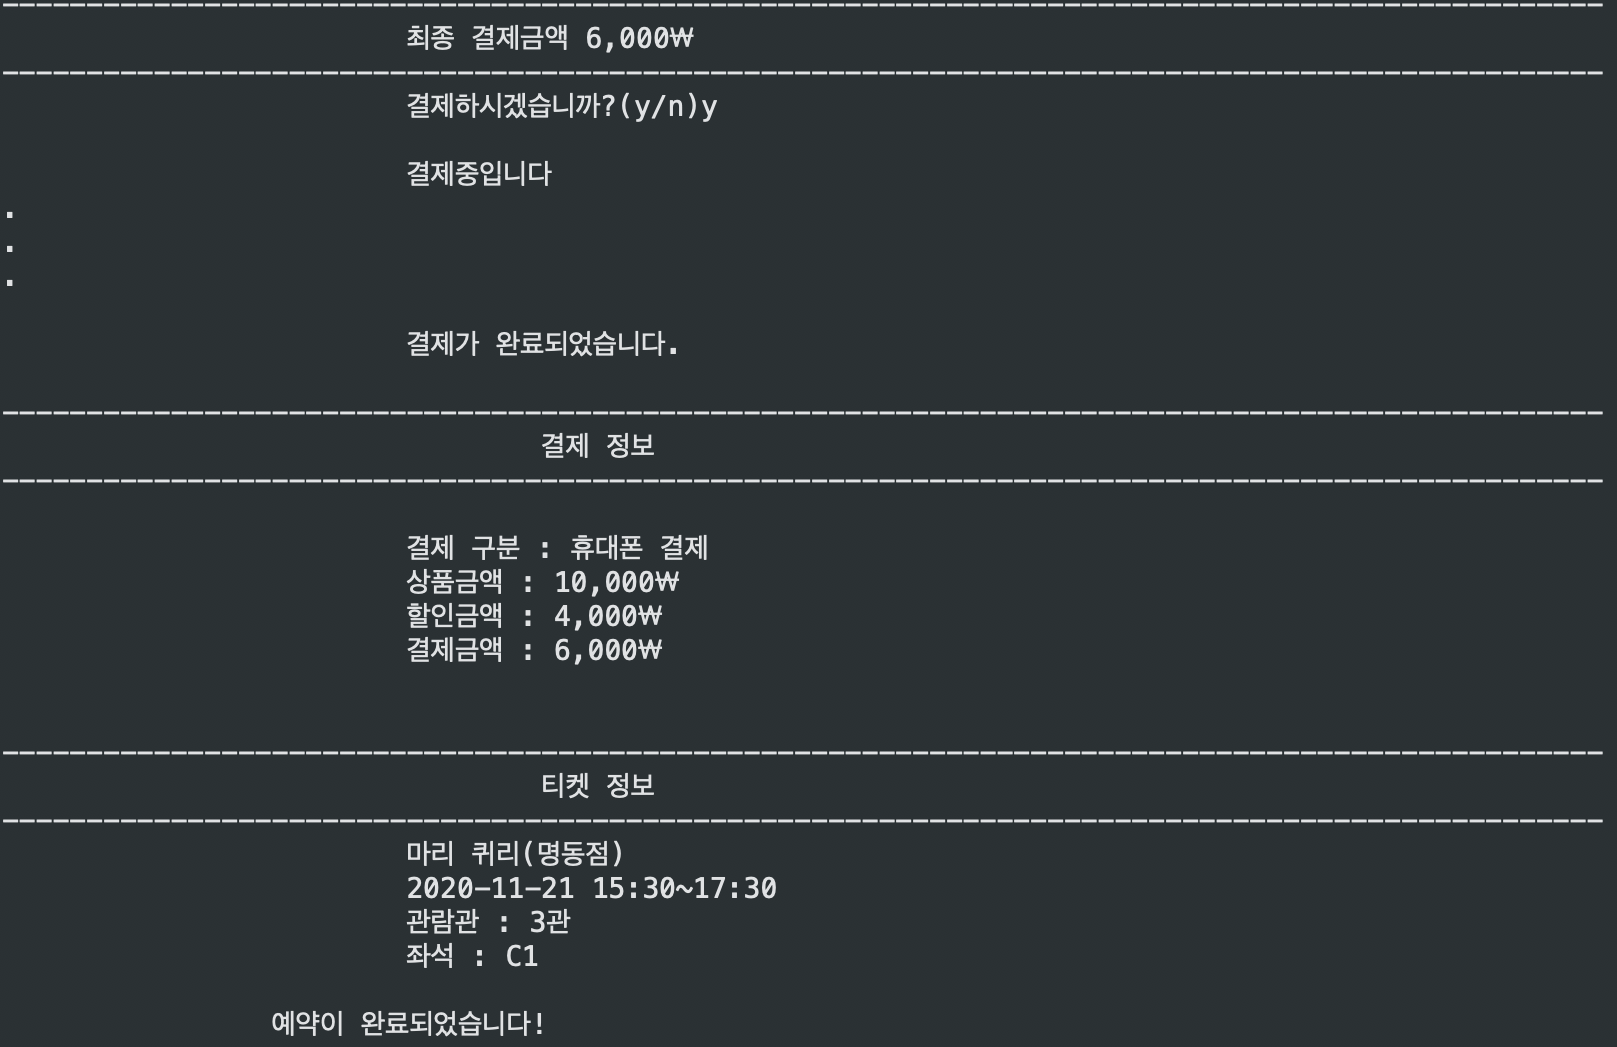 최종 결제금액 6,000₩
결제하시겠습니까?(y/n)y
결제중입니다
.
.
.
결제가 완료되었습니다.
결제 정보
결제 구분 : 휴대폰 결제
상품금액 : 10,000₩
할인금액 : 4,000₩
결제금액 : 6,000₩
티켓 정보
마리 퀴리(명동점)
2020-11-21 15:30~17:30
관람관 : 3관
좌석 : C1
예약이 완료되었습니다!